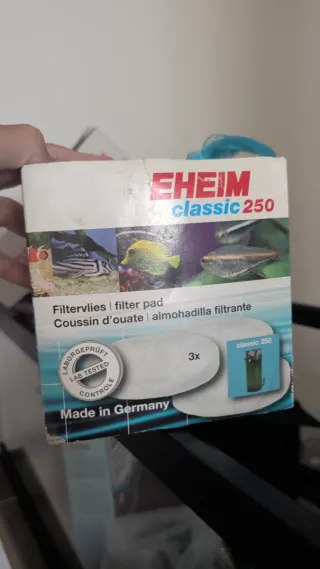 EHEIM
classic 250
Filtervlies | filter pad
Coussin d'ouate | almohadilla filtrante
LABORGEPRÜFT
LAB TESTED
CONTROLE
3x
classic 250
Made in Germany